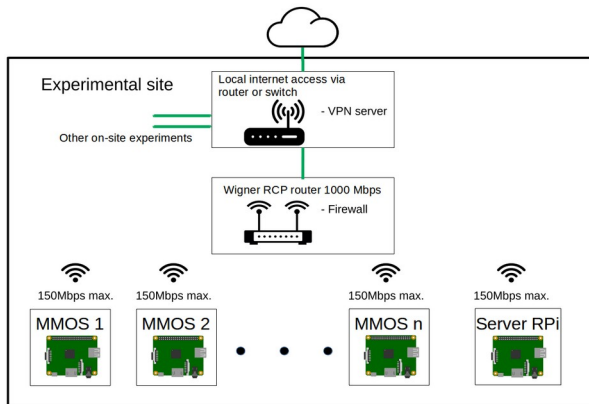 Experimental site
Local internet access via
router or switch
- VPN server
Other on-site experiments
Wigner RCP router 1000 Mbps
- Firewall
150Mbps max.
150Mbps max.
150Mbps max.
150Mbps max.
MMOS 1
MMOS 2
MMOS n
Server RPi